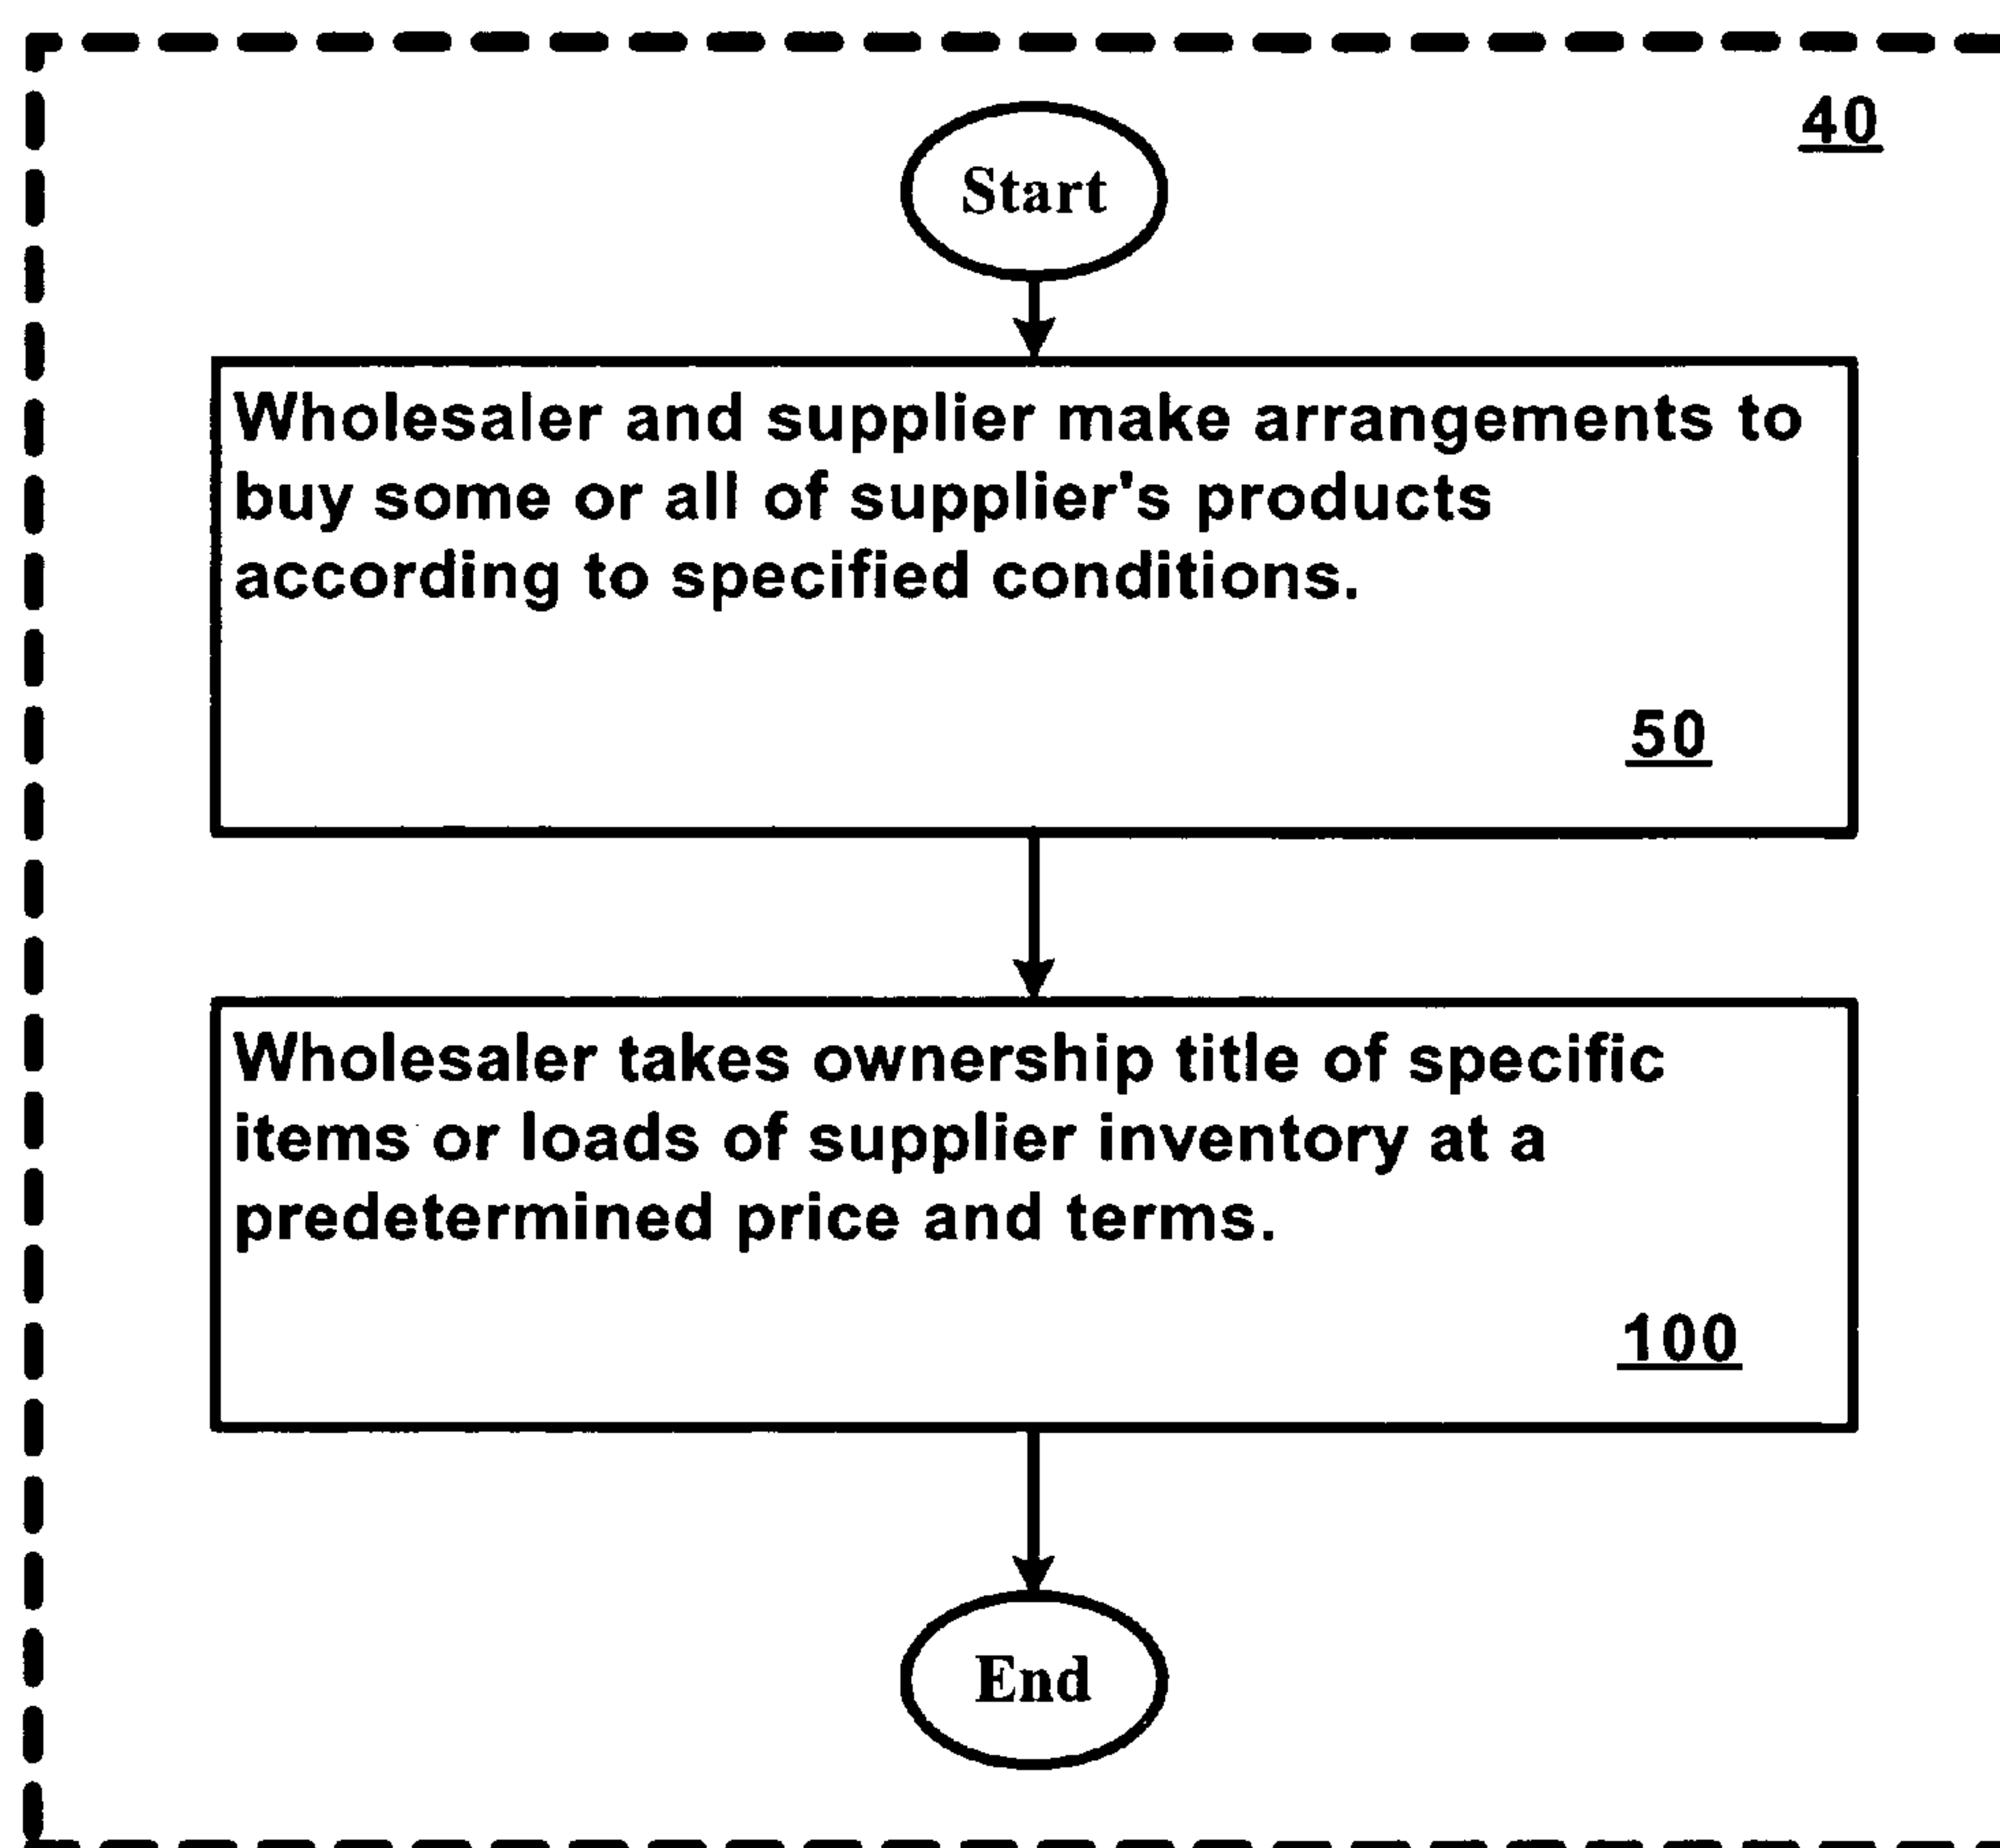 40
Start
Wholesaler and supplier make arrangements to
buy some or all of supplier's products
according to specified conditions.
50
Wholesaler takes ownership title of specific
items or loads of supplier inventory at a
predetermined price and terms.
100
End